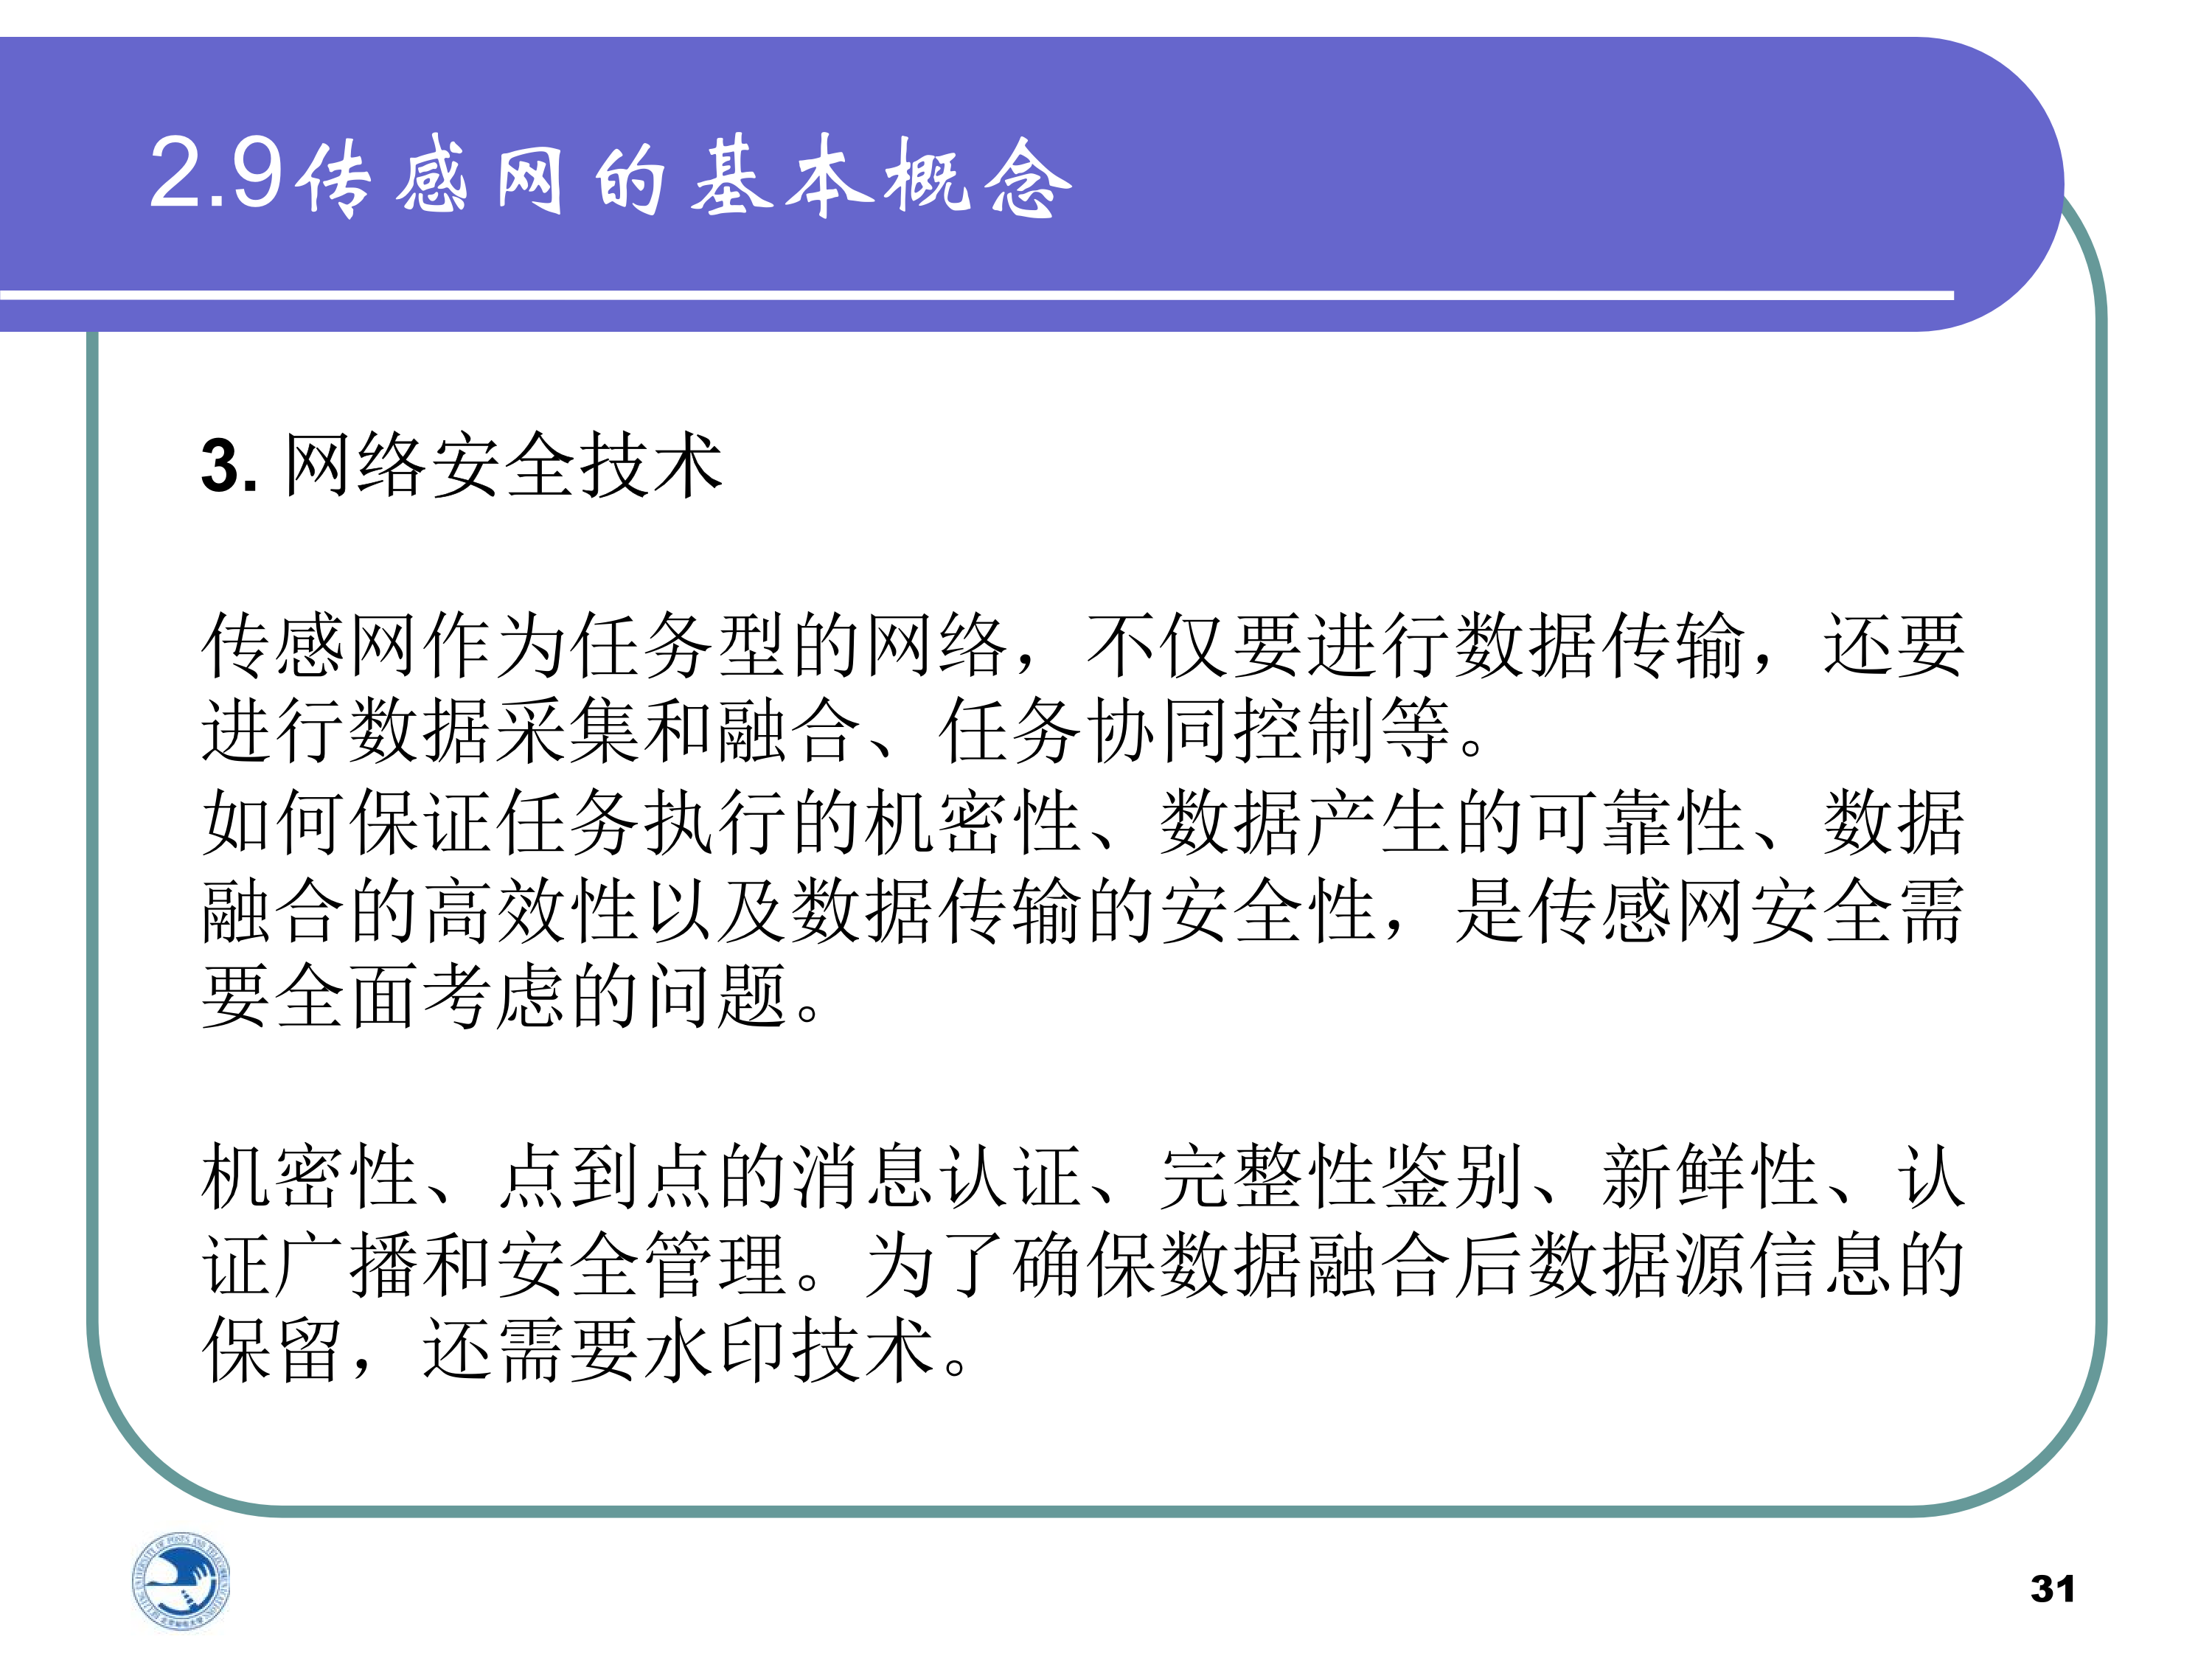 2.9传感网的基本概念
3. 网络安全技术
传感网作为任务型的网络，不仅要进行数据传输，还要
进行数据采集和融合、任务协同控制等。
如何保证任务执行的机密性、数据产生的可靠性、数据
融合的高效性以及数据传输的安全性，是传感网安全需
要全面考虑的问题。
机密性、点到点的消息认证、完整性鉴别、新鲜性、认
证广播和安全管理。为了确保数据融合后数据源信息的
保留，还需要水印技术。
31